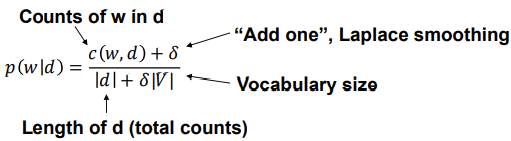 Counts of w in d
"Add one", Laplace smoothing
p(w|d) = c(w, d) + δ / |d| + δ|V|
Vocabulary size
Length of d (total counts)